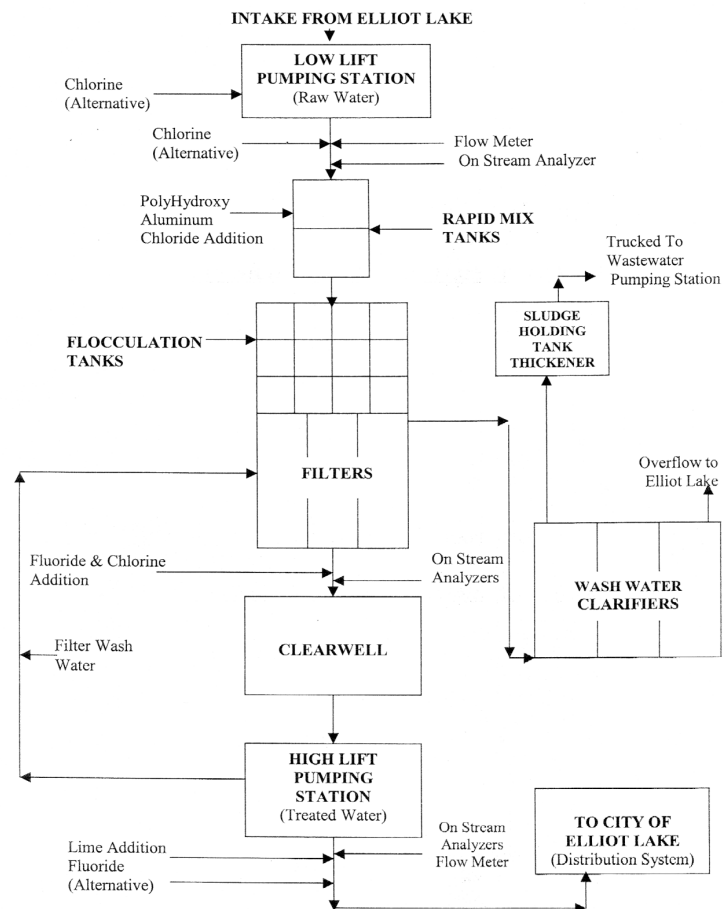 INTAKE FROM ELLIOT LAKE
LOW LIFT
PUMPING STATION
(Raw Water)
Chlorine
(Alternative)
Chlorine
(Alternative)
Flow Meter
On Stream Analyzer
PolyHydroxy
Aluminum
Chloride Addition
RAPID MIX
TANKS
Trucked To
Wastewater
Pumping Station
SLUDGE
HOLDING
TANK
THICKENER
FLOCCULATION
TANKS
FILTERS
Overflow to
Elliot Lake
Fluoride & Chlorine
Addition
On Stream
Analyzers
WASH WATER
CLARIFIERS
CLEARWELL
Filter Wash
Water
HIGH LIFT
PUMPING
STATION
(Treated Water)
Lime Addition
Fluoride
(Alternative)
On Stream
Analyzers
Flow Meter
TO CITY OF
ELLIOT LAKE
(Distribution System)